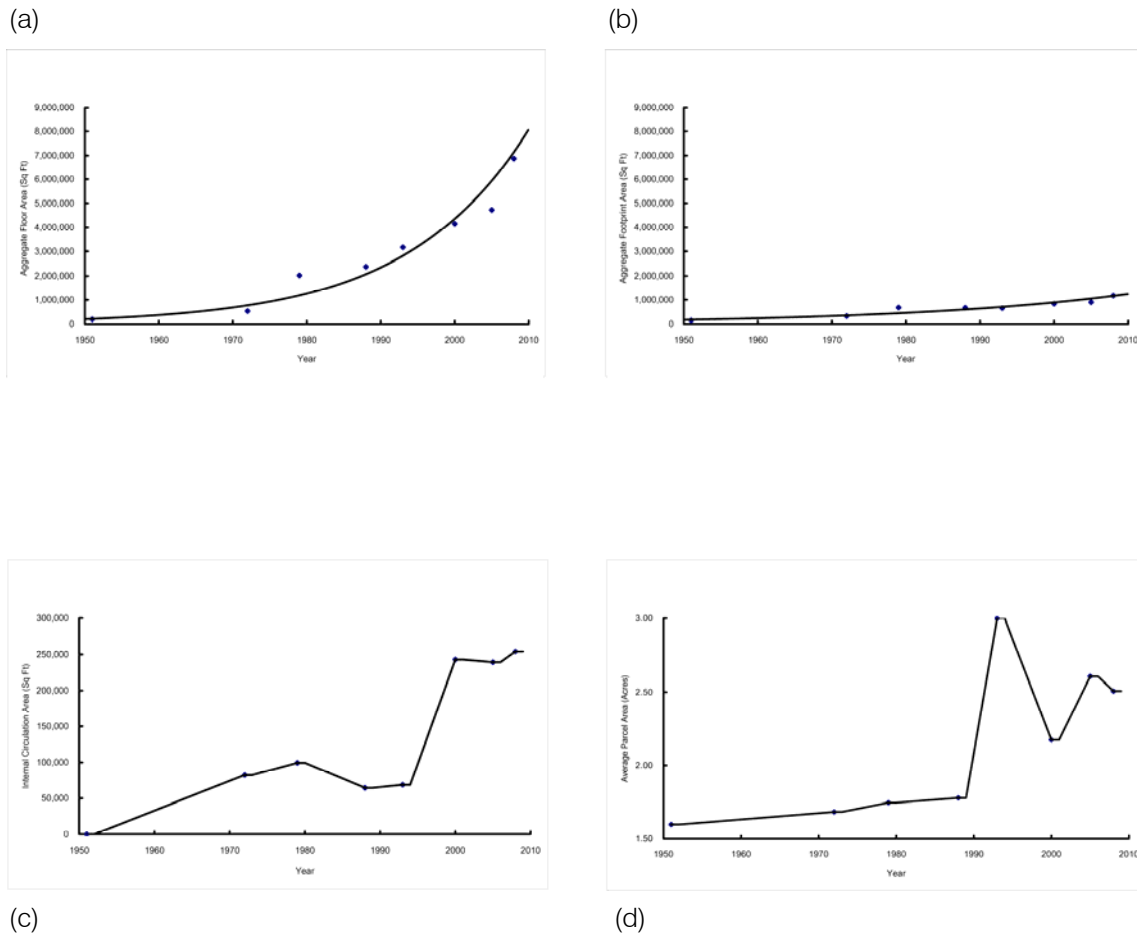 (a)
(b)
9,000,000
8,000,000
7,000,000
6,000,000
5,000,000
4,000,000
3,000,000
2,000,000
1,000,000
0
Aggregate Floor Area (Sq Ft)
1950 1960 1970 1980 1990 2000 2010
Year
9,000,000
8,000,000
7,000,000
6,000,000
5,000,000
4,000,000
3,000,000
2,000,000
1,000,000
0
Aggregate Footprint Area (Sq Ft)
1950 1960 1970 1980 1990 2000 2010
Year
300,000
250,000
200,000
150,000
100,000
50,000
0
Internal Circulation Area (Sq Ft)
1950 1960 1970 1980 1990 2000 2010
Year
3.00
2.50
2.00
1.50
Average Parcel Area (Acres)
1950 1960 1970 1980 1990 2000 2010
Year
(c)
(d)